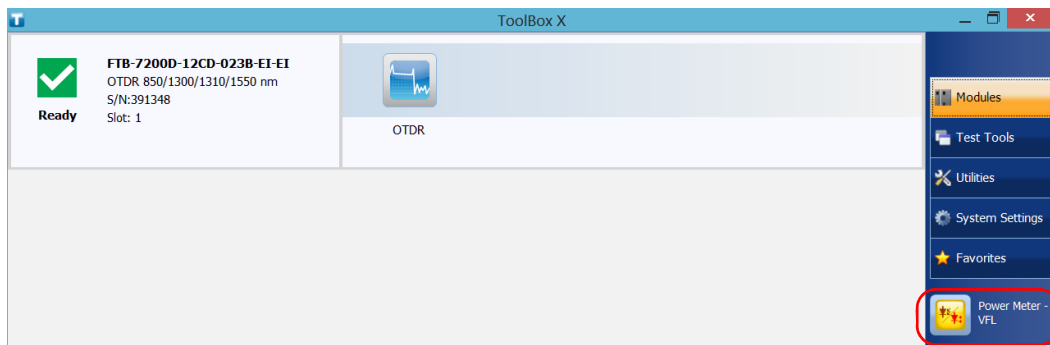 ToolBox X
FTB-7200D-12CD-023B-EI-EI
OTDR 850/1300/1310/1550 nm
S/N:391348
Slot: 1
Ready
OTDR
Modules
Test Tools
Utilities
System Settings
Favorites
Power Meter -
VFL